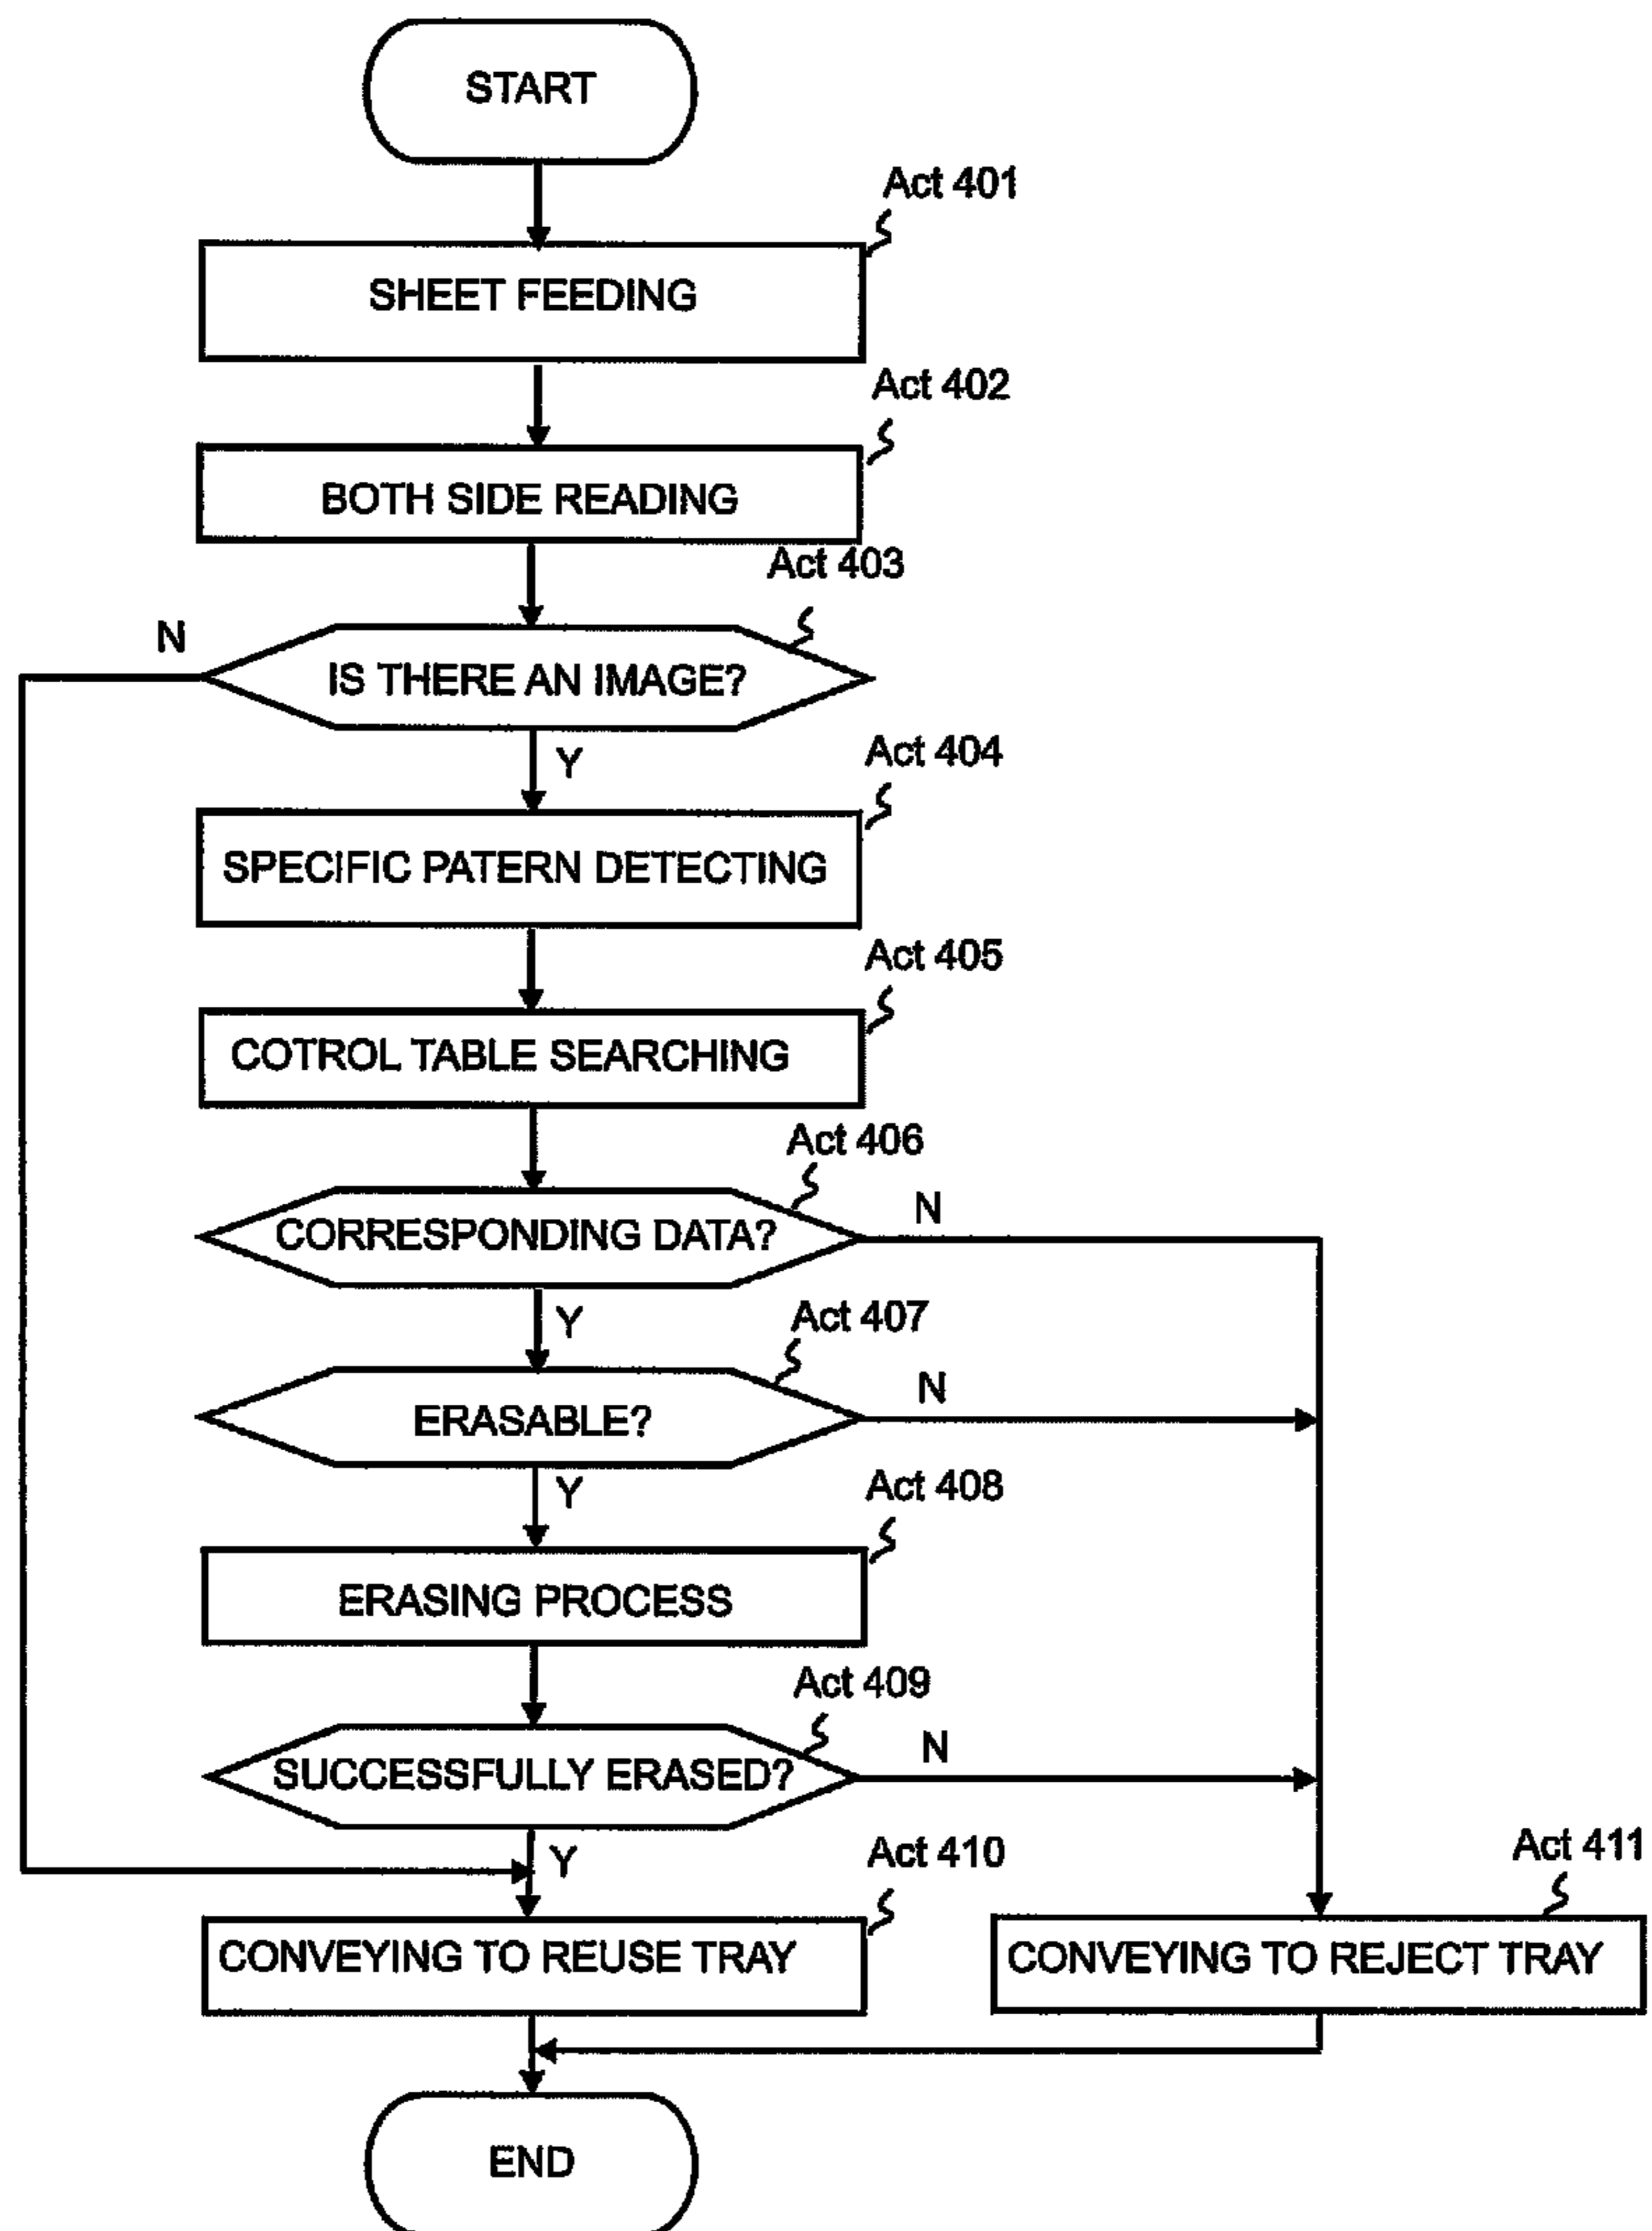 START
Act 401
SHEET FEEDING
Act 402
BOTH SIDE READING
Act 403
N
IS THERE AN IMAGE?
Y
Act 404
SPECIFIC PATERN DETECTING
Act 405
COTROL TABLE SEARCHING
Act 406
N
CORRESPONDING DATA?
Y
Act 407
N
ERASABLE?
Y
Act 408
ERASING PROCESS
Act 409
N
SUCCESSFULLY ERASED?
Y
Act 410
Act 411
CONVEYING TO REUSE TRAY
CONVEYING TO REJECT TRAY
END